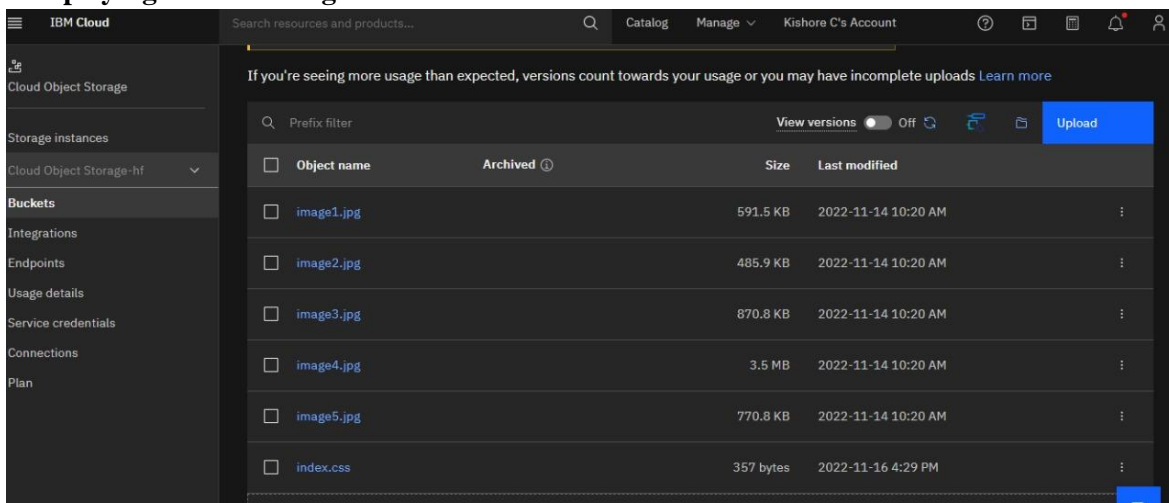 IBM Cloud Search resources and products... Catalog Manage Kishore C's Account
Cloud Object Storage
Storage instances
Cloud Object Storage-hf
Buckets
Integrations
Endpoints
Usage details
Service credentials
Connections
Plan
If you're seeing more usage than expected, versions count towards your usage or you may have incomplete uploads Learn more
Prefix filter View versions Off Upload
Object name Archived Size Last modified
image1.jpg 591.5 KB 2022-11-14 10:20 AM
image2.jpg 485.9 KB 2022-11-14 10:20 AM
image3.jpg 870.8 KB 2022-11-14 10:20 AM
image4.jpg 3.5 MB 2022-11-14 10:20 AM
image5.jpg 770.8 KB 2022-11-14 10:20 AM
index.css 357 bytes 2022-11-16 4:29 PM